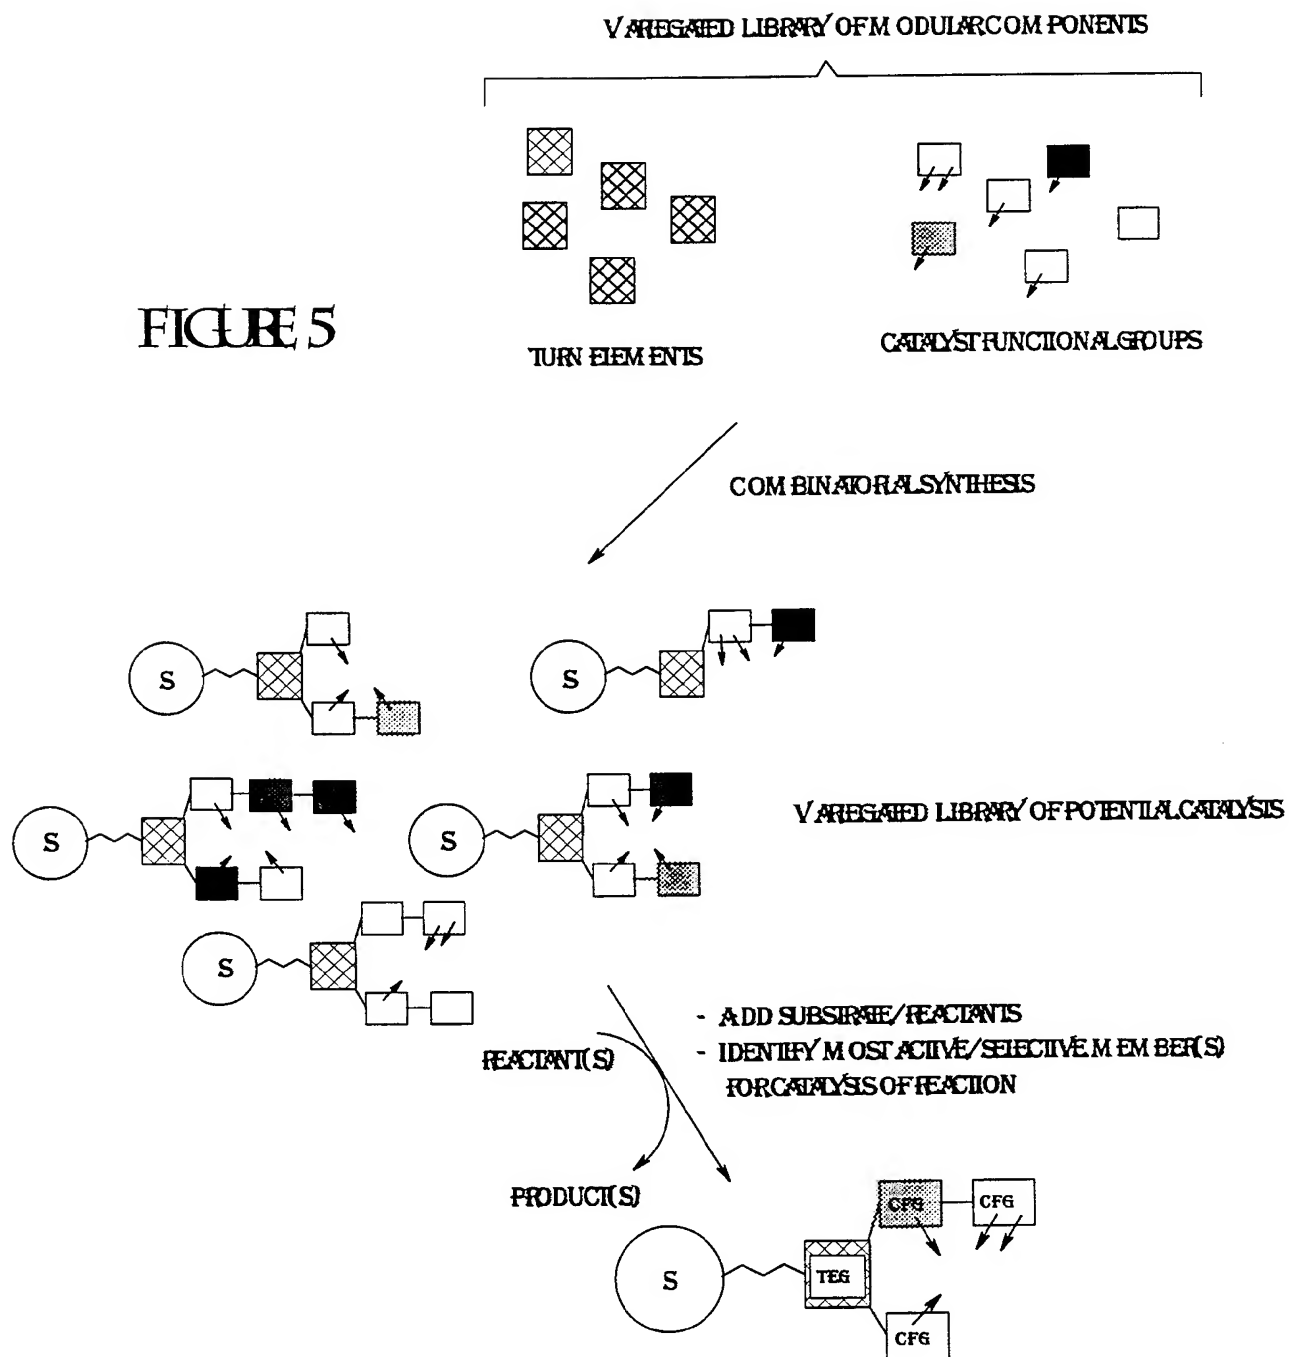 VARIEGATED LIBRARY OF MODULAR COMPONENTS
FIGURE 5
TURN ELEMENTS
CATALYST FUNCTIONAL GROUPS
COMBINATORIAL SYNTHESIS
S
S
S
S
VARIEGATED LIBRARY OF POTENTIAL CATALYSTS
S
- ADD SUBSTRATE/REACTANTS
- IDENTIFY MOST ACTIVE/SELECTIVE MEMBER(S)
FOR CATALYSIS OF REACTION
REACTANT(S)
PRODUCT(S)
CFG
CFG
S
TEG
CFG